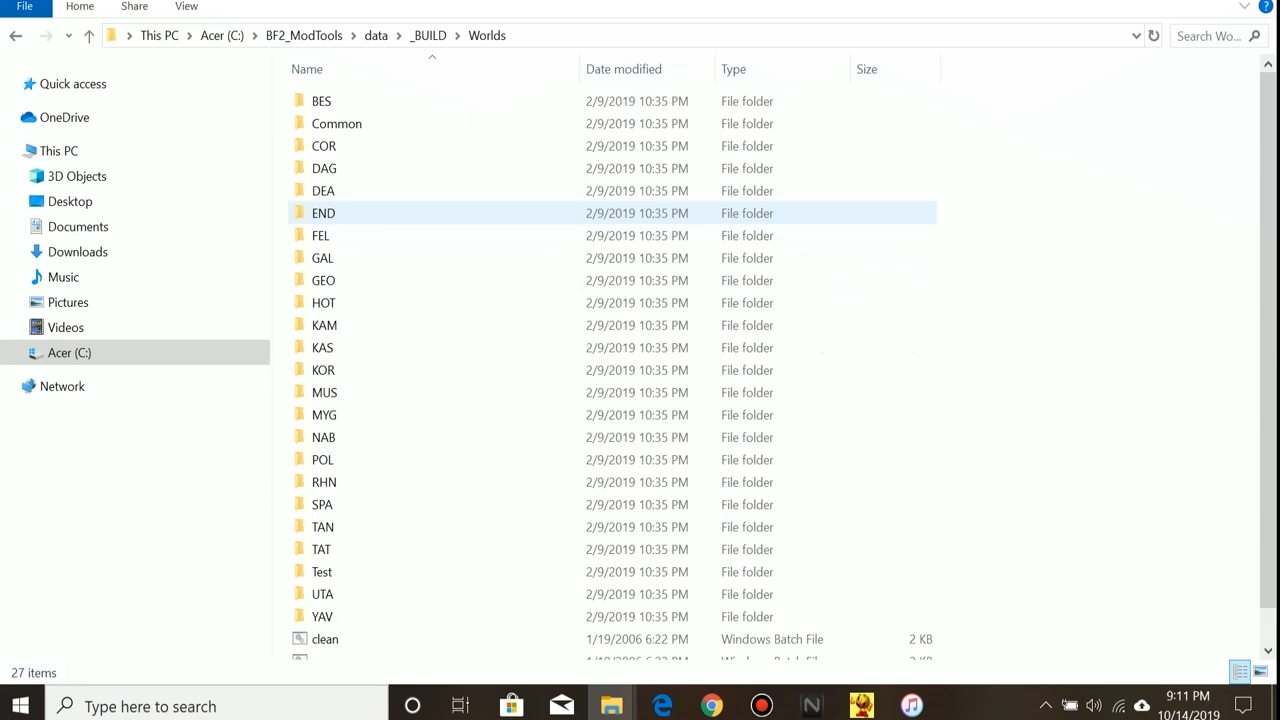 File Home Share View
This PC Acer (C:) BF2_ModTools data _BUILD Worlds Search Wo...
Name Date modified Type Size
Quick access
OneDrive
This PC
3D Objects
Desktop
Documents
Downloads
Music
Pictures
Videos
Acer (C:)
Network
BES 2/9/2019 10:35 PM File folder
Common 2/9/2019 10:35 PM File folder
COR 2/9/2019 10:35 PM File folder
DAG 2/9/2019 10:35 PM File folder
DEA 2/9/2019 10:35 PM File folder
END 2/9/2019 10:35 PM File folder
FEL 2/9/2019 10:35 PM File folder
GAL 2/9/2019 10:35 PM File folder
GEO 2/9/2019 10:35 PM File folder
HOT 2/9/2019 10:35 PM File folder
KAM 2/9/2019 10:35 PM File folder
KAS 2/9/2019 10:35 PM File folder
KOR 2/9/2019 10:35 PM File folder
MUS 2/9/2019 10:35 PM File folder
MYG 2/9/2019 10:35 PM File folder
NAB 2/9/2019 10:35 PM File folder
POL 2/9/2019 10:35 PM File folder
RHN 2/9/2019 10:35 PM File folder
SPA 2/9/2019 10:35 PM File folder
TAN 2/9/2019 10:35 PM File folder
TAT 2/9/2019 10:35 PM File folder
Test 2/9/2019 10:35 PM File folder
UTA 2/9/2019 10:35 PM File folder
YAV 2/9/2019 10:35 PM File folder
clean 1/19/2006 6:22 PM Windows Batch File 2 KB
27 items
Type here to search
9:11 PM
10/14/2019